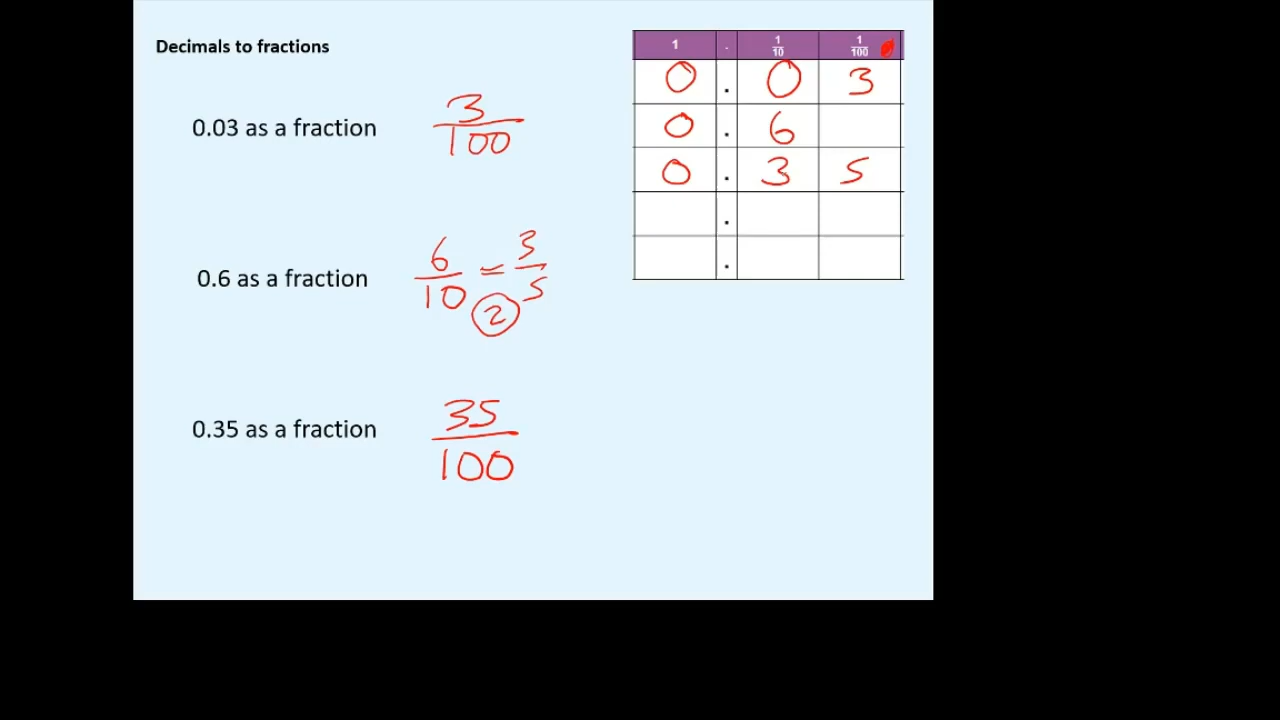 Decimals to fractions
1 . 1/10 1/100
0 . 0 3
0.03 as a fraction 3/100
0 . 6
0 . 3 5
.
.
0.6 as a fraction 6/10 = 3/5
2
0.35 as a fraction 35/100